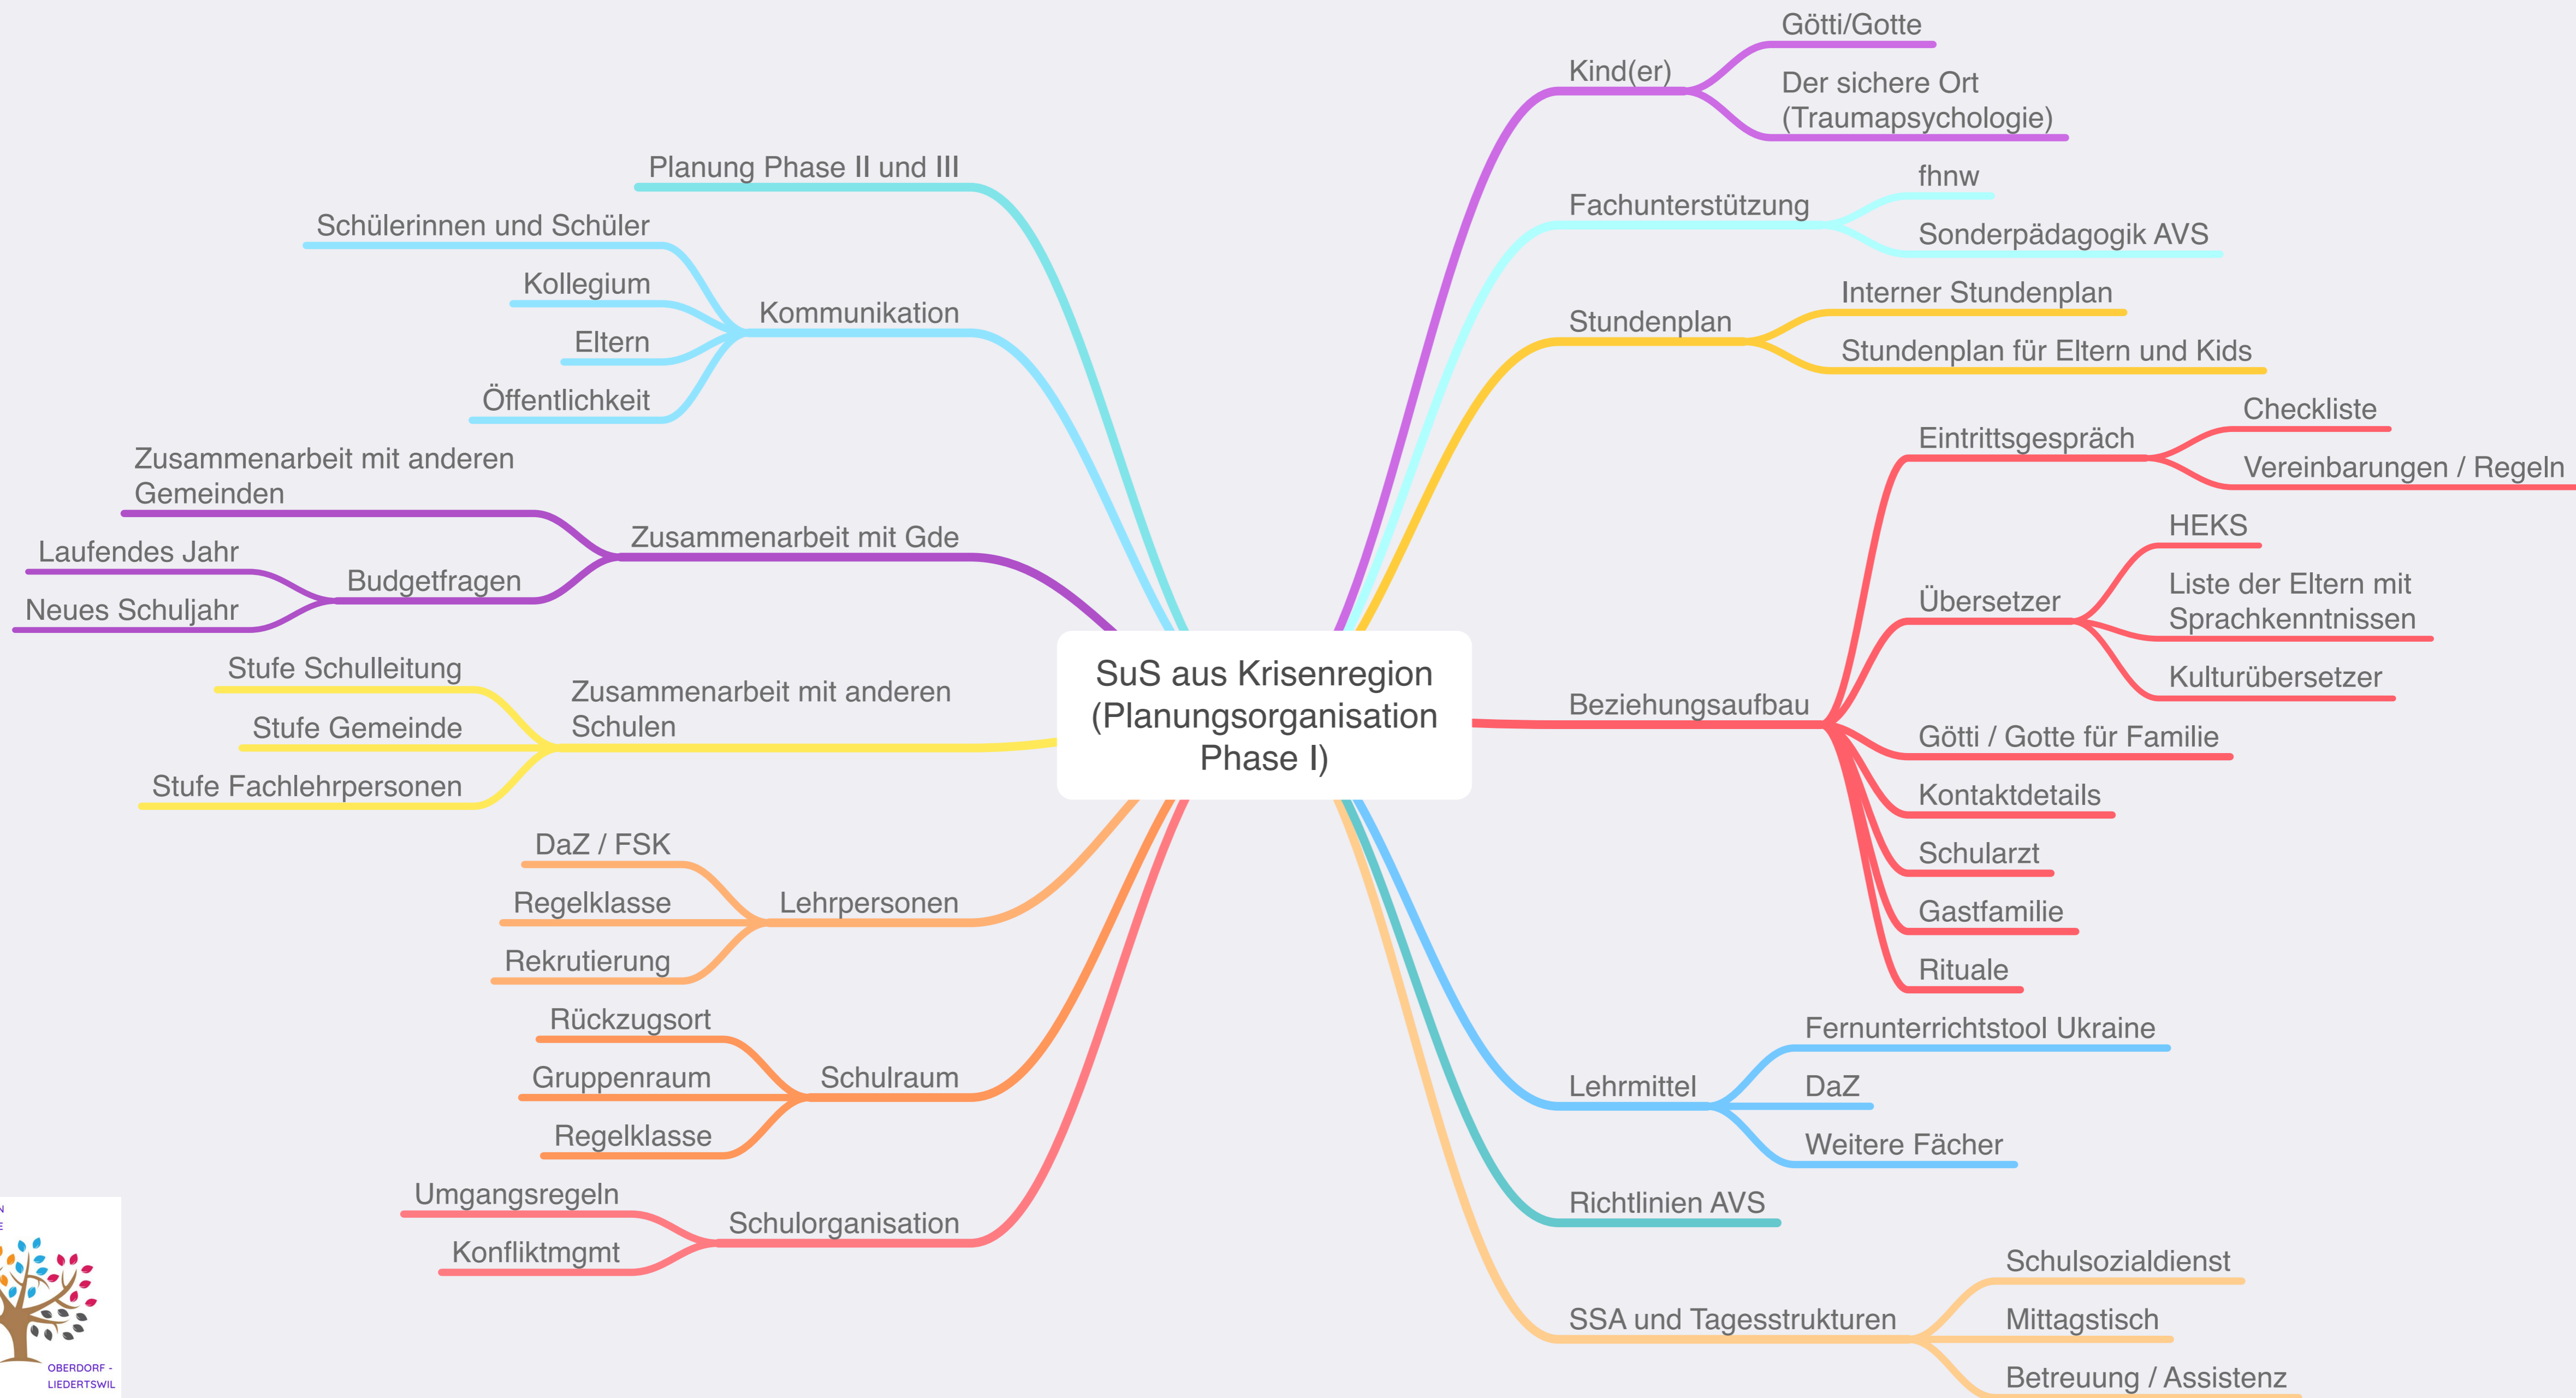 SuS aus Krisenregion
(Planungsorganisation
Phase I)
Kind(er)
Götti/Gotte
Der sichere Ort
(Traumapsychologie)
Fachunterstützung
fhnw
Sonderpädagogik AVS
Stundenplan
Interner Stundenplan
Stundenplan für Eltern und Kids
Beziehungsaufbau
Eintrittsgespräch
Checkliste
Vereinbarungen / Regeln
Übersetzer
HEKS
Liste der Eltern mit
Sprachkenntnissen
Kulturübersetzer
Götti / Gotte für Familie
Kontaktdetails
Schularzt
Gastfamilie
Rituale
Lehrmittel
Fernunterrichtstool Ukraine
DaZ
Weitere Fächer
Richtlinien AVS
SSA und Tagesstrukturen
Schulsozialdienst
Mittagstisch
Betreuung / Assistenz
Planung Phase II und III
Kommunikation
Schülerinnen und Schüler
Kollegium
Eltern
Öffentlichkeit
Zusammenarbeit mit Gde
Zusammenarbeit mit anderen
Gemeinden
Budgetfragen
Laufendes Jahr
Neues Schuljahr
Zusammenarbeit mit anderen
Schulen
Stufe Schulleitung
Stufe Gemeinde
Stufe Fachlehrpersonen
Lehrpersonen
DaZ / FSK
Regelklasse
Rekrutierung
Schulraum
Rückzugsort
Gruppenraum
Regelklasse
Schulorganisation
Umgangsregeln
Konfliktmgmt
OBERDORF -
LIEDERTSWIL